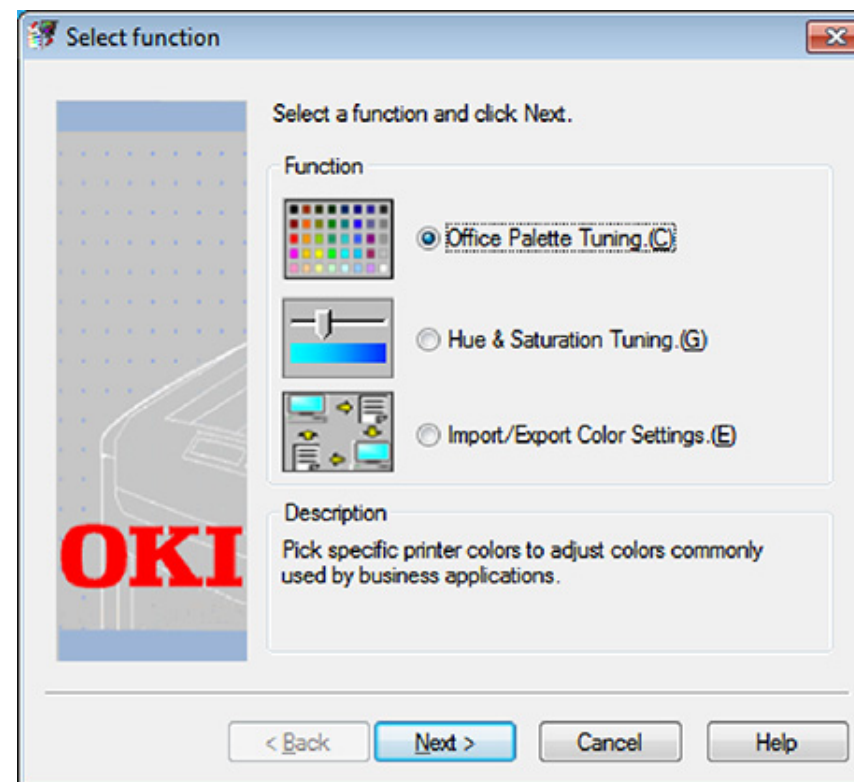 Select function
Select a function and click Next.
Function
Office Palette Tuning.(C)
Hue & Saturation Tuning.(G)
Import/Export Color Settings.(E)
OKI
Description
Pick specific printer colors to adjust colors commonly
used by business applications.
< Back
Next >
Cancel
Help